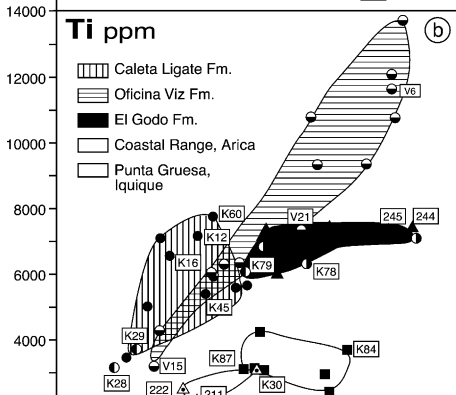 14000
Ti ppm
b
Caleta Ligate Fm.
12000
V6
Oficina Viz Fm.
El Godo Fm.
10000
Coastal Range, Arica
Punta Gruesa,
Iquique
8000
K60
V21
245
244
K12
K16
K79
K78
6000
K45
K29
4000
K87
K84
V15
K28
K30
222
211